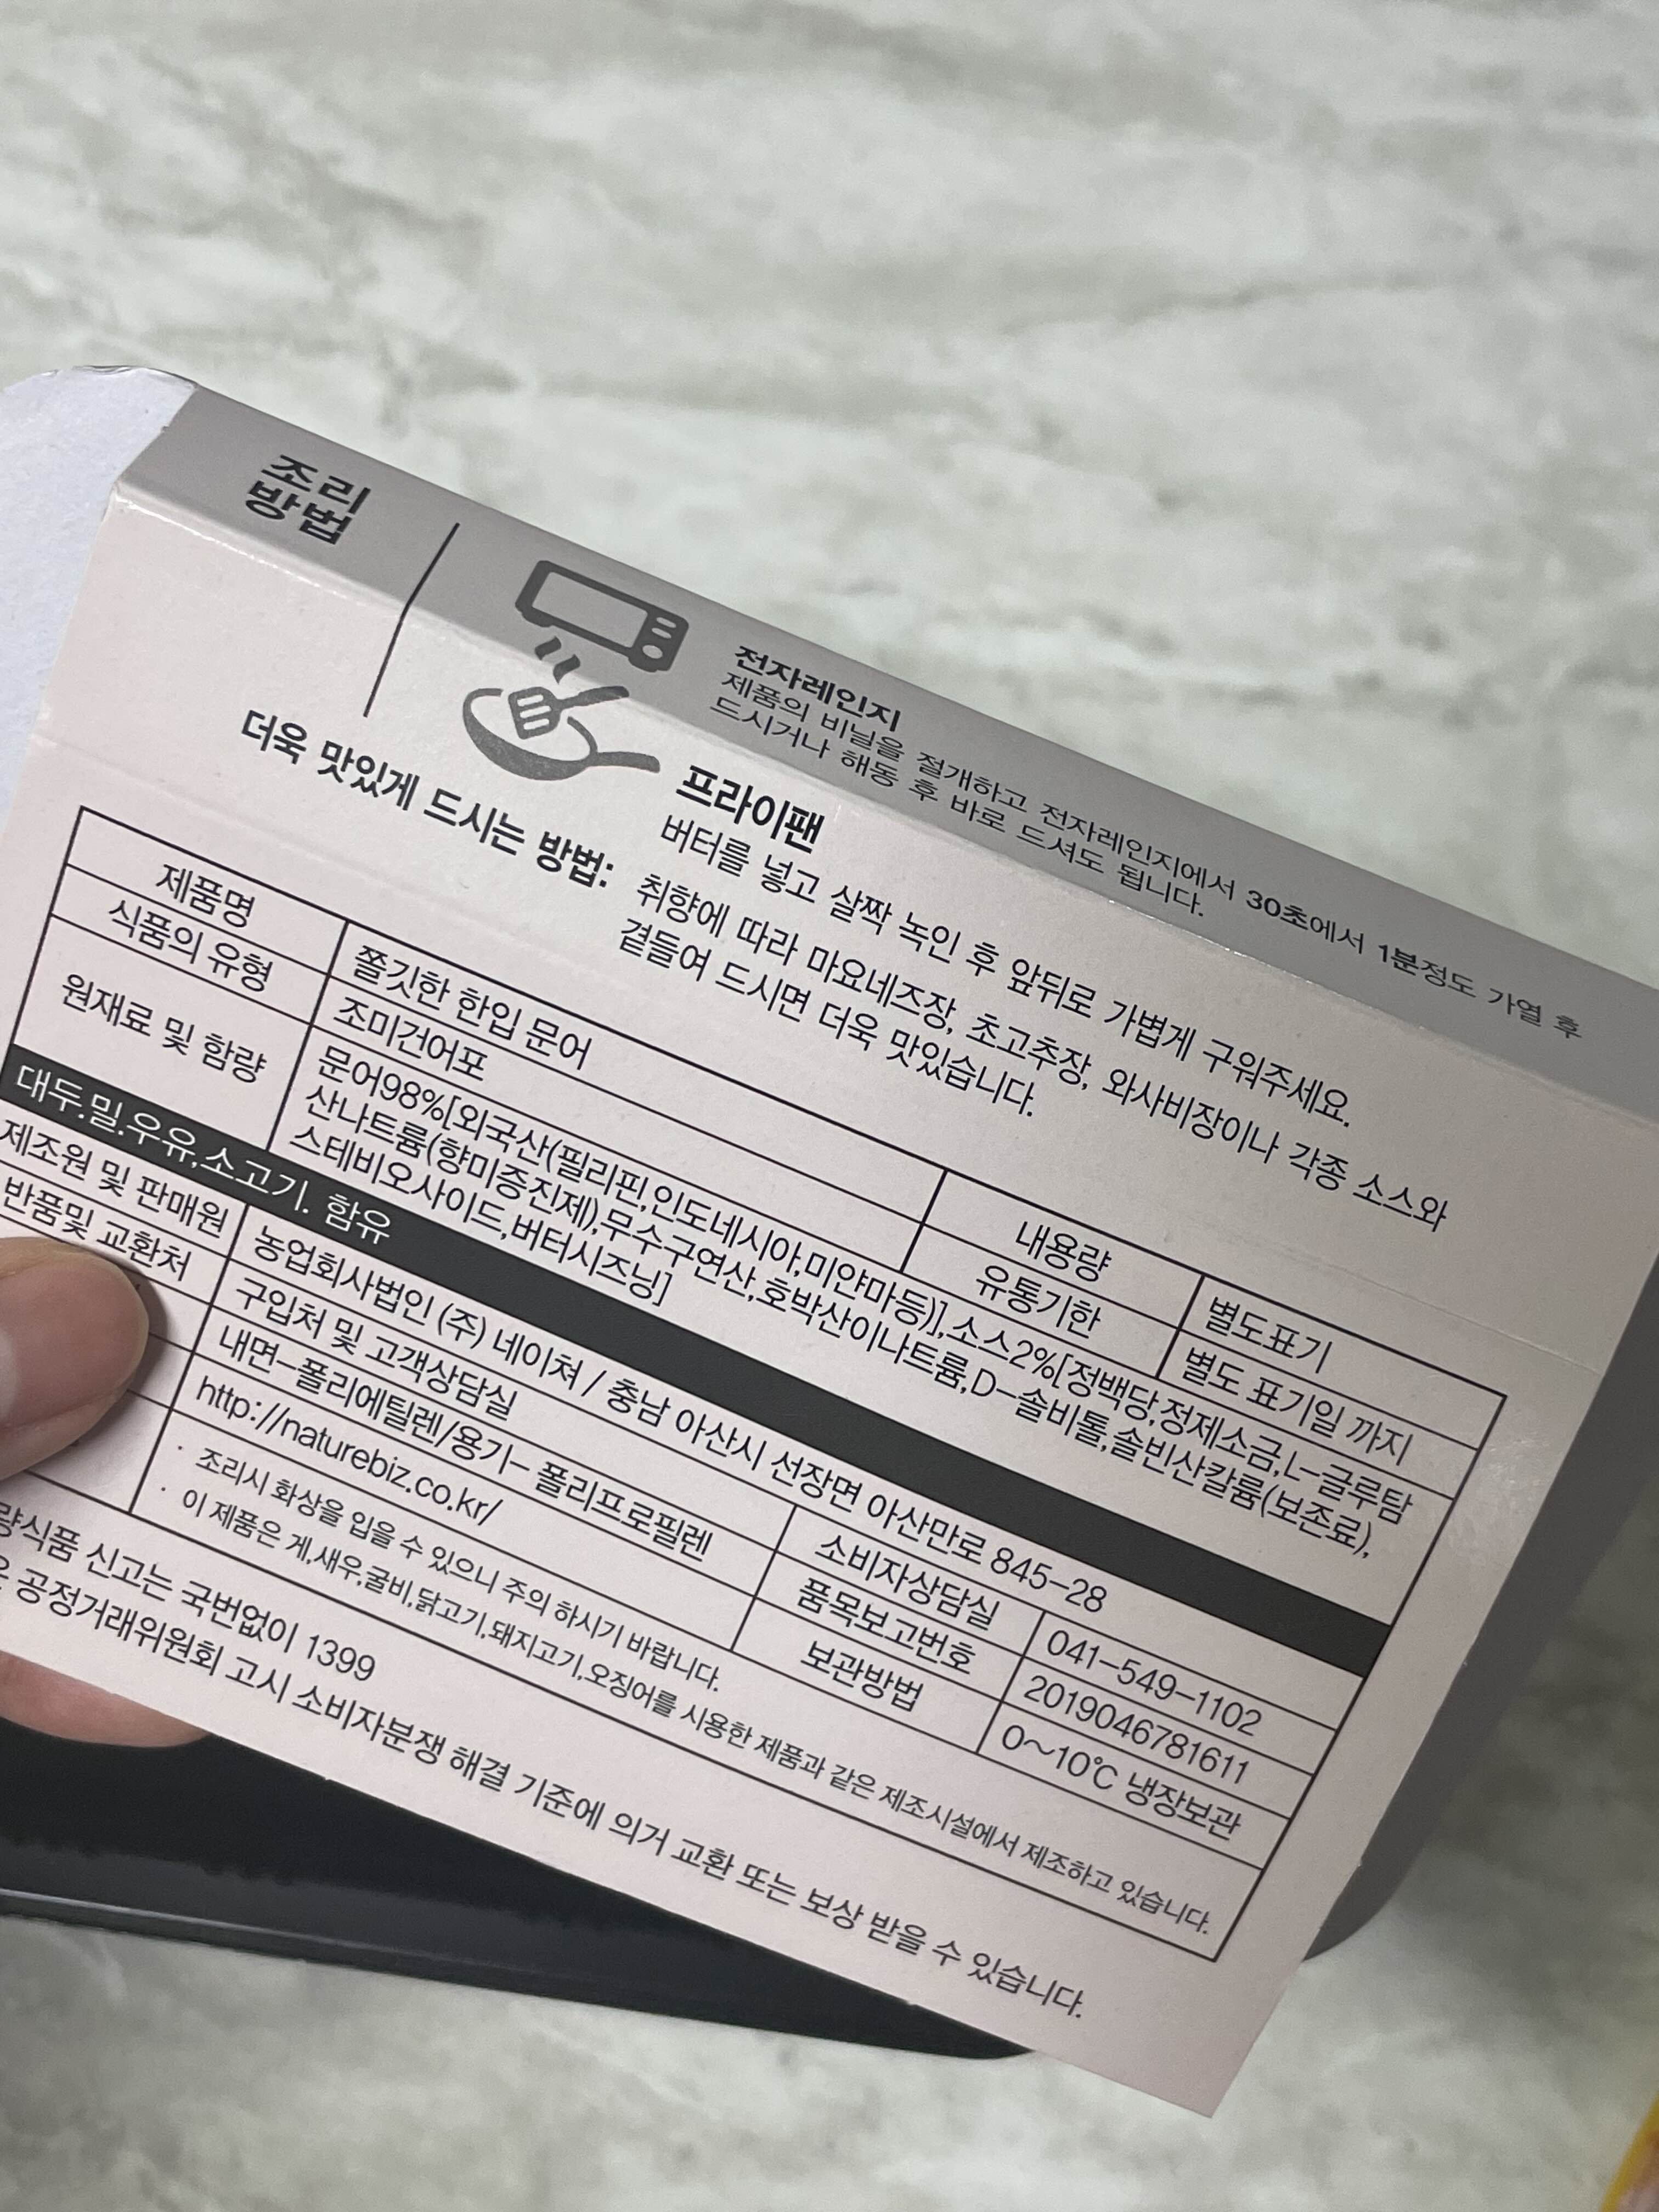 조리
방법
전자레인지
제품의 비닐을 절개하고 전자레인지에서 30초에서 1분정도 가열 후
드시거나 해동 후 바로 드셔도 됩니다.
프라이팬
버터를 넣고 살짝 녹인 후 앞뒤로 가볍게 구워주세요.
더욱 맛있게 드시는 방법: 취향에 따라 마요네즈장, 초고추장, 와사비장이나 각종 소스와
곁들여 드시면 더욱 맛있습니다.
제품명 쫄깃한 한입 문어 내용량 별도표기
식품의 유형 조미건어포 유통기한 별도 표기일 까지
원재료 및 함량 문어98%[외국산(필리핀,인도네시아,미얀마등)],소스2%[정백당,정제소금,L-글루탐
산나트륨(향미증진제),무수구연산,호박산이나트륨,D-솔비톨,솔빈산칼륨(보존료),
스테비오사이드,버터시즈닝]
대두.밀.우유,소고기. 함유
제조원 및 판매원 농업회사법인 (주) 네이쳐 / 충남 아산시 선장면 아산만로 845-28
반품및 교환처 구입처 및 고객상담실 소비자상담실 041-549-1102
내면-폴리에틸렌/용기- 폴리프로필렌 품목보고번호 2019046781611
http://naturebiz.co.kr/ 보관방법 0~10℃ 냉장보관
· 조리시 화상을 입을 수 있으니 주의 하시기 바랍니다.
· 이 제품은 게,새우,굴비,닭고기,돼지고기,오징어를 시용한 제품과 같은 제조시설에서 제조하고 있습니다.
량식품 신고는 국번없이 1399
공정거래위원회 고시 소비자분쟁 해결 기준에 의거 교환 또는 보상 받을 수 있습니다.